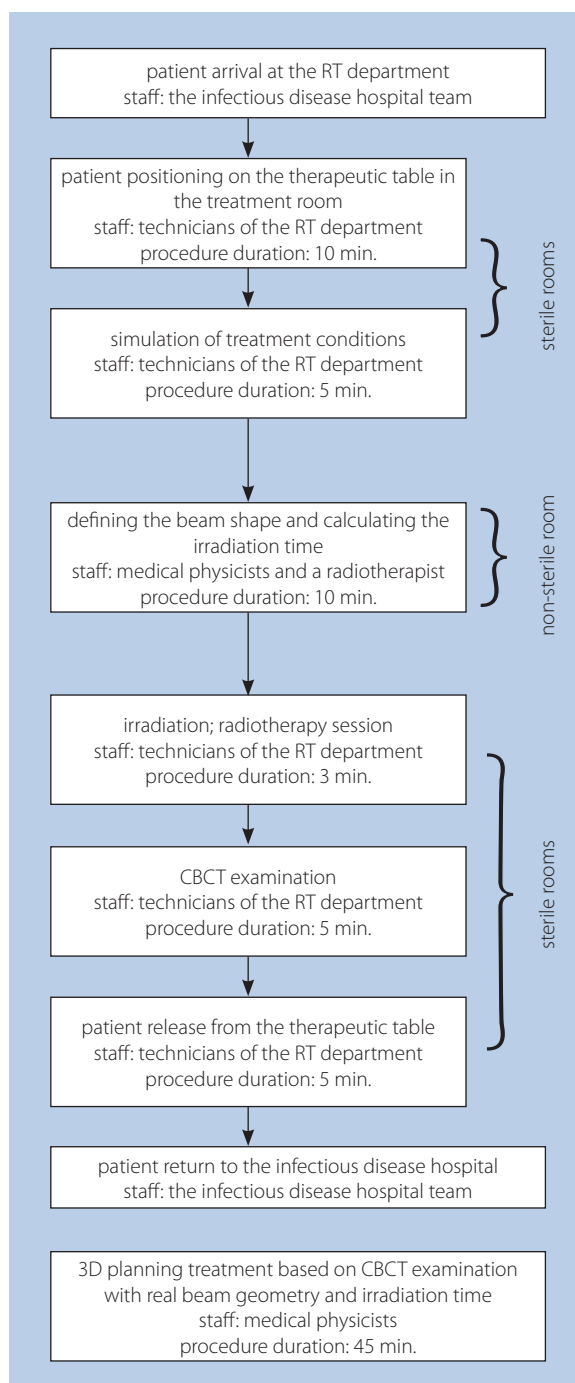 patient arrival at the RT department
staff: the infectious disease hospital team
patient positioning on the therapeutic table in
the treatment room
staff: technicians of the RT department
procedure duration: 10 min.
sterile rooms
simulation of treatment conditions
staff: technicians of the RT department
procedure duration: 5 min.
defining the beam shape and calculating the
irradiation time
staff: medical physicists and a radiotherapist
procedure duration: 10 min.
non-sterile room
irradiation; radiotherapy session
staff: technicians of the RT department
procedure duration: 3 min.
CBCT examination
staff: technicians of the RT department
procedure duration: 5 min.
sterile rooms
patient release from the therapeutic table
staff: technicians of the RT department
procedure duration: 5 min.
patient return to the infectious disease hospital
staff: the infectious disease hospital team
3D planning treatment based on CBCT examination
with real beam geometry and irradiation time
staff: medical physicists
procedure duration: 45 min.